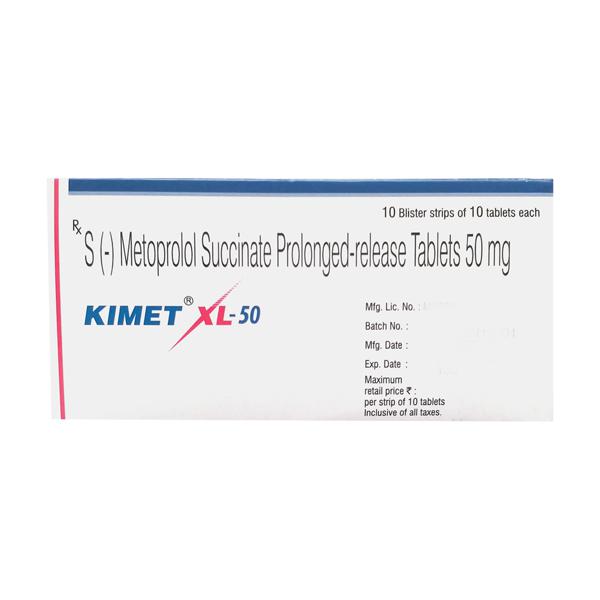 10 Blister strips of 10 tablets each
Rx S (-) Metoprolol Succinate Prolonged-release Tablets 50 mg
KIMET® XL-50
Mfg. Lic. No. :
Batch No. :
Mfg. Date :
Exp. Date :
Maximum
retail price ₹ :
per strip of 10 tablets
Inclusive of all taxes.